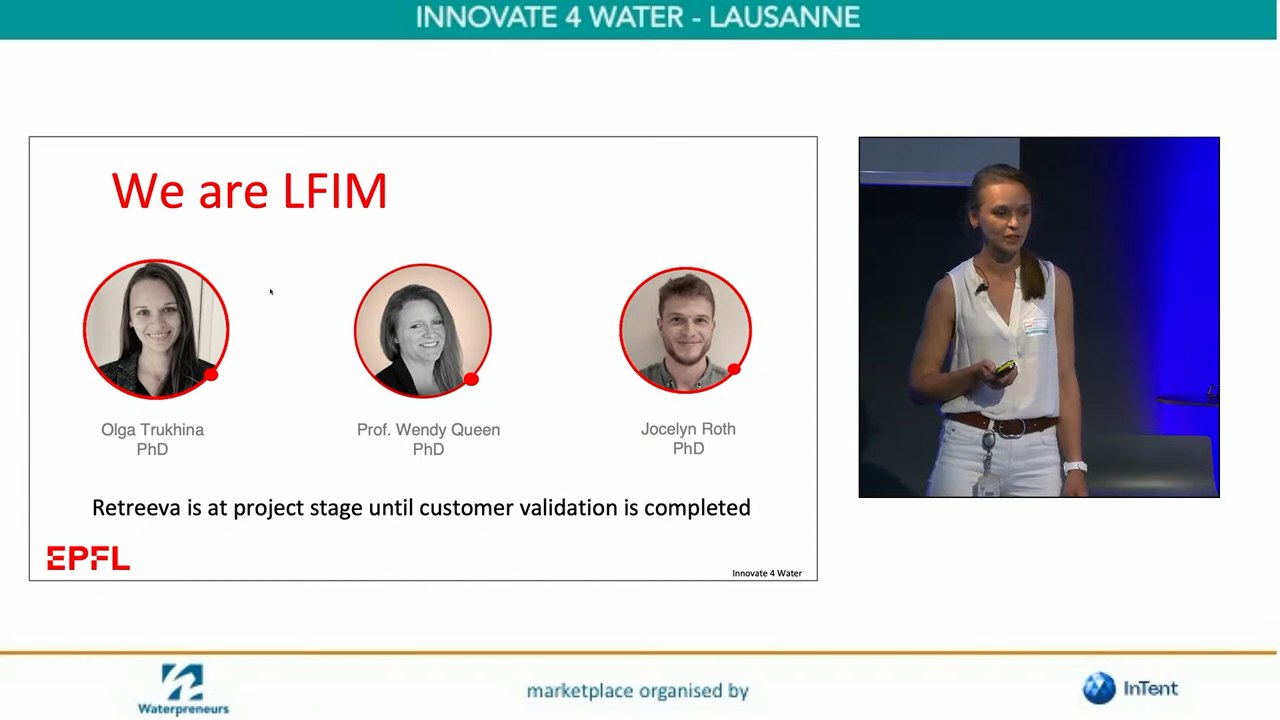 INNOVATE 4 WATER - LAUSANNE
We are LFIM
Olga Trukhina
PhD
Prof. Wendy Queen
PhD
Jocelyn Roth
PhD
Retreeva is at project stage until customer validation is completed
EPFL
Innovate 4 Water
Waterpreneurs
marketplace organised by
InTent